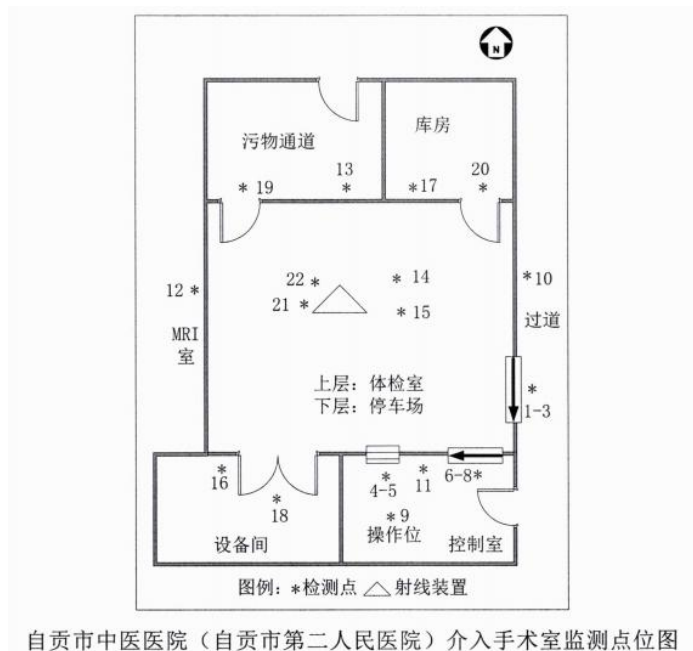 N
库房
污物通道
13
20
* 19
*
*17
*
22 *
* 14
*10
12 *
21 *
* 15
过道
MRI
室
上层：体检室
下层：停车场
*
1-3
*
16
*
4-5
*
11
6-8*
*
18
*9
操作位
设备间
控制室
图例：*检测点 △射线装置
自贡市中医医院（自贡市第二人民医院）介入手术室监测点位图